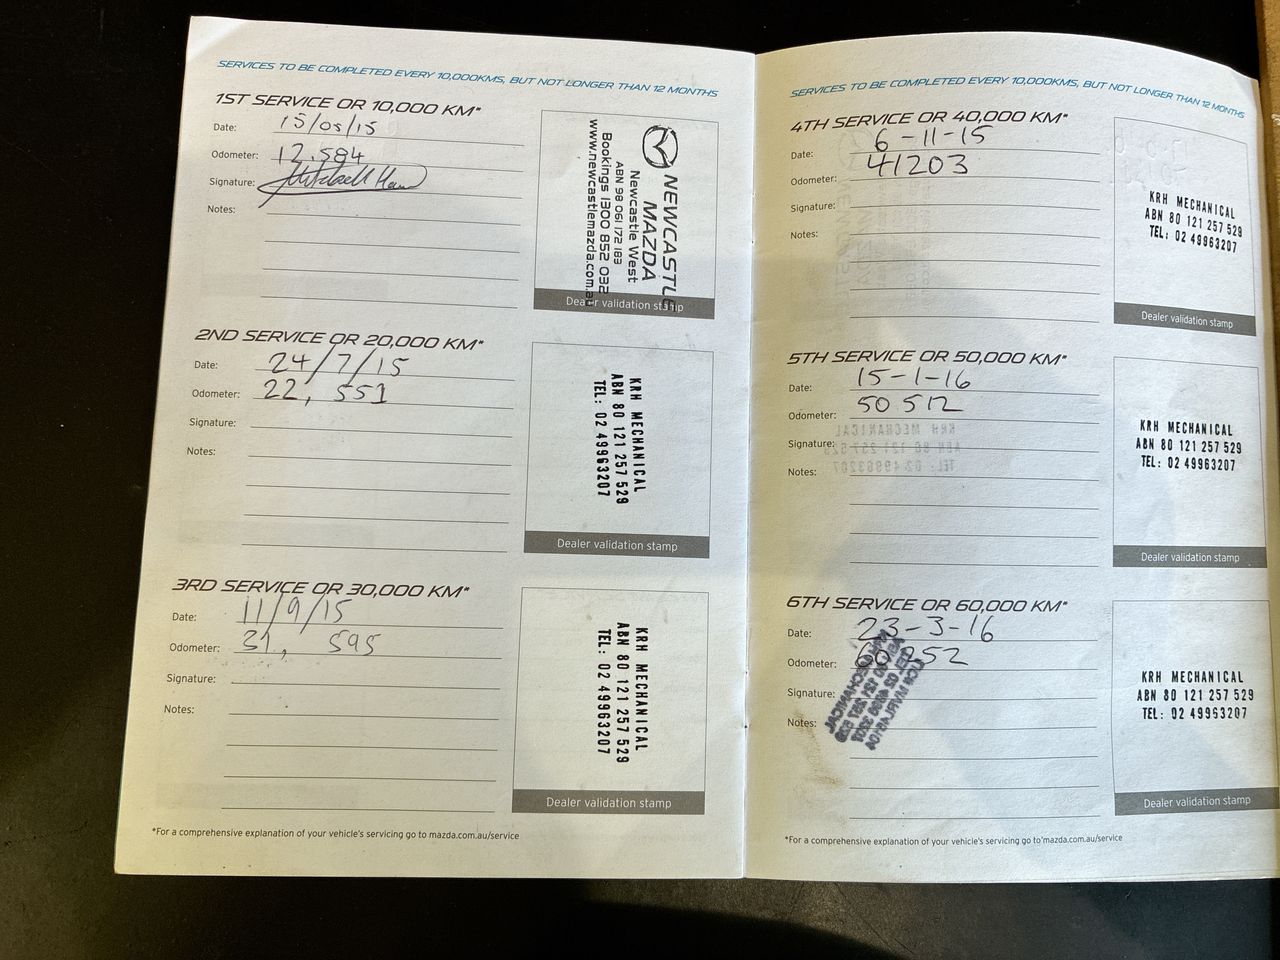 SERVICES TO BE COMPLETED EVERY 10,000KMS, BUT NOT LONGER THAN 12 MONTHS
1ST SERVICE OR 10,000 KM*
Date: 15/05/15
Odometer: 12,584
Signature:
Notes:
NEWCASTLE
MAZDA
Newcastle West
ABN 98 061 172 183
Bookings 1300 852 032
www.newcastlemazda.com.au
Dealer validation stamp
2ND SERVICE OR 20,000 KM*
Date: 24/7/15
Odometer: 22, 551
Signature:
Notes:
KRH MECHANICAL
ABN 80 121 257 529
TEL: 02 49963207
Dealer validation stamp
3RD SERVICE OR 30,000 KM*
Date: 11/9/15
Odometer: 31, 595
Signature:
Notes:
KRH MECHANICAL
ABN 80 121 257 529
TEL: 02 49963207
Dealer validation stamp
*For a comprehensive explanation of your vehicle's servicing go to mazda.com.au/service
SERVICES TO BE COMPLETED EVERY 10,000KMS, BUT NOT LONGER THAN 12 MONTHS
4TH SERVICE OR 40,000 KM*
Date: 6-11-15
Odometer: 41203
Signature:
Notes:
KRH MECHANICAL
ABN 80 121 257 529
TEL: 02 49963207
Dealer validation stamp
5TH SERVICE OR 50,000 KM*
Date: 15-1-16
Odometer: 50 512
Signature:
Notes:
KRH MECHANICAL
ABN 80 121 257 529
TEL: 02 49963207
Dealer validation stamp
6TH SERVICE OR 60,000 KM*
Date: 23-3-16
Odometer:
Signature:
Notes:
KRH MECHANICAL
ABN 80 121 257 529
TEL: 02 49963207
Dealer validation stamp
*For a comprehensive explanation of your vehicle's servicing go to mazda.com.au/service